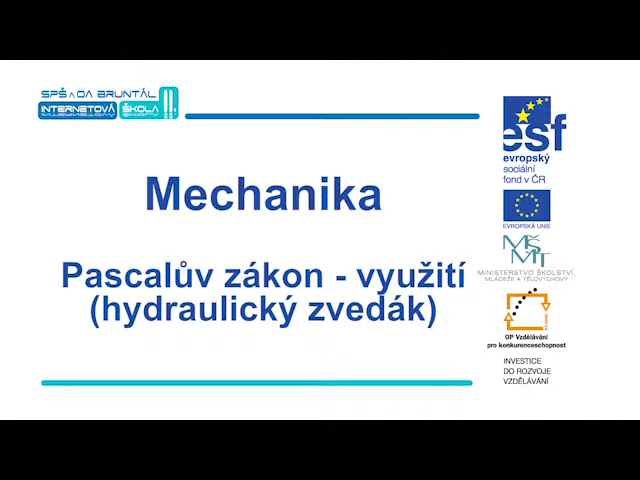 SPŠ A OA BRUNTÁL
INTERNETOVÁ ŠKOLA II.
Mechanika
Pascalův zákon - využití
(hydraulický zvedák)
esf
evropský
sociální
fond v ČR
EVROPSKÁ UNIE
MŠMT
MINISTERSTVO ŠKOLSTVÍ,
MLÁDEŽE A TĚLOVÝCHOVY
OP Vzdělávání
pro konkurenceschopnost
INVESTICE
DO ROZVOJE
VZDĚLÁVÁNÍ